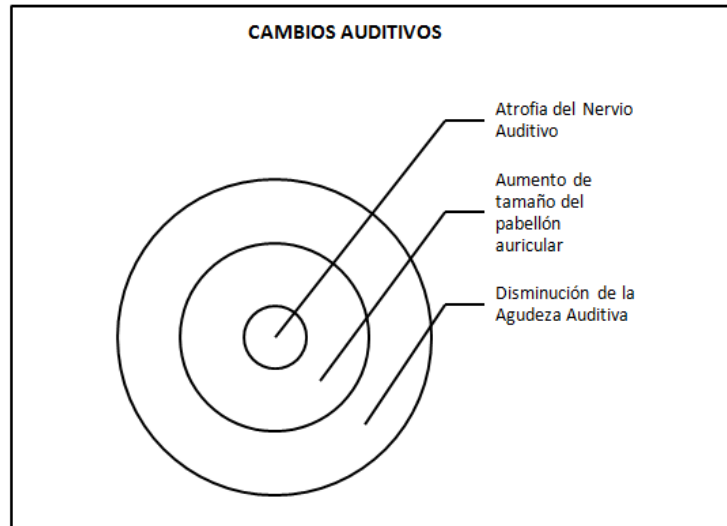 CAMBIOS AUDITIVOS
Atrofia del Nervio
Auditivo
Aumento de
tamaño del
pabellón
auricular
Disminución de la
Agudeza Auditiva